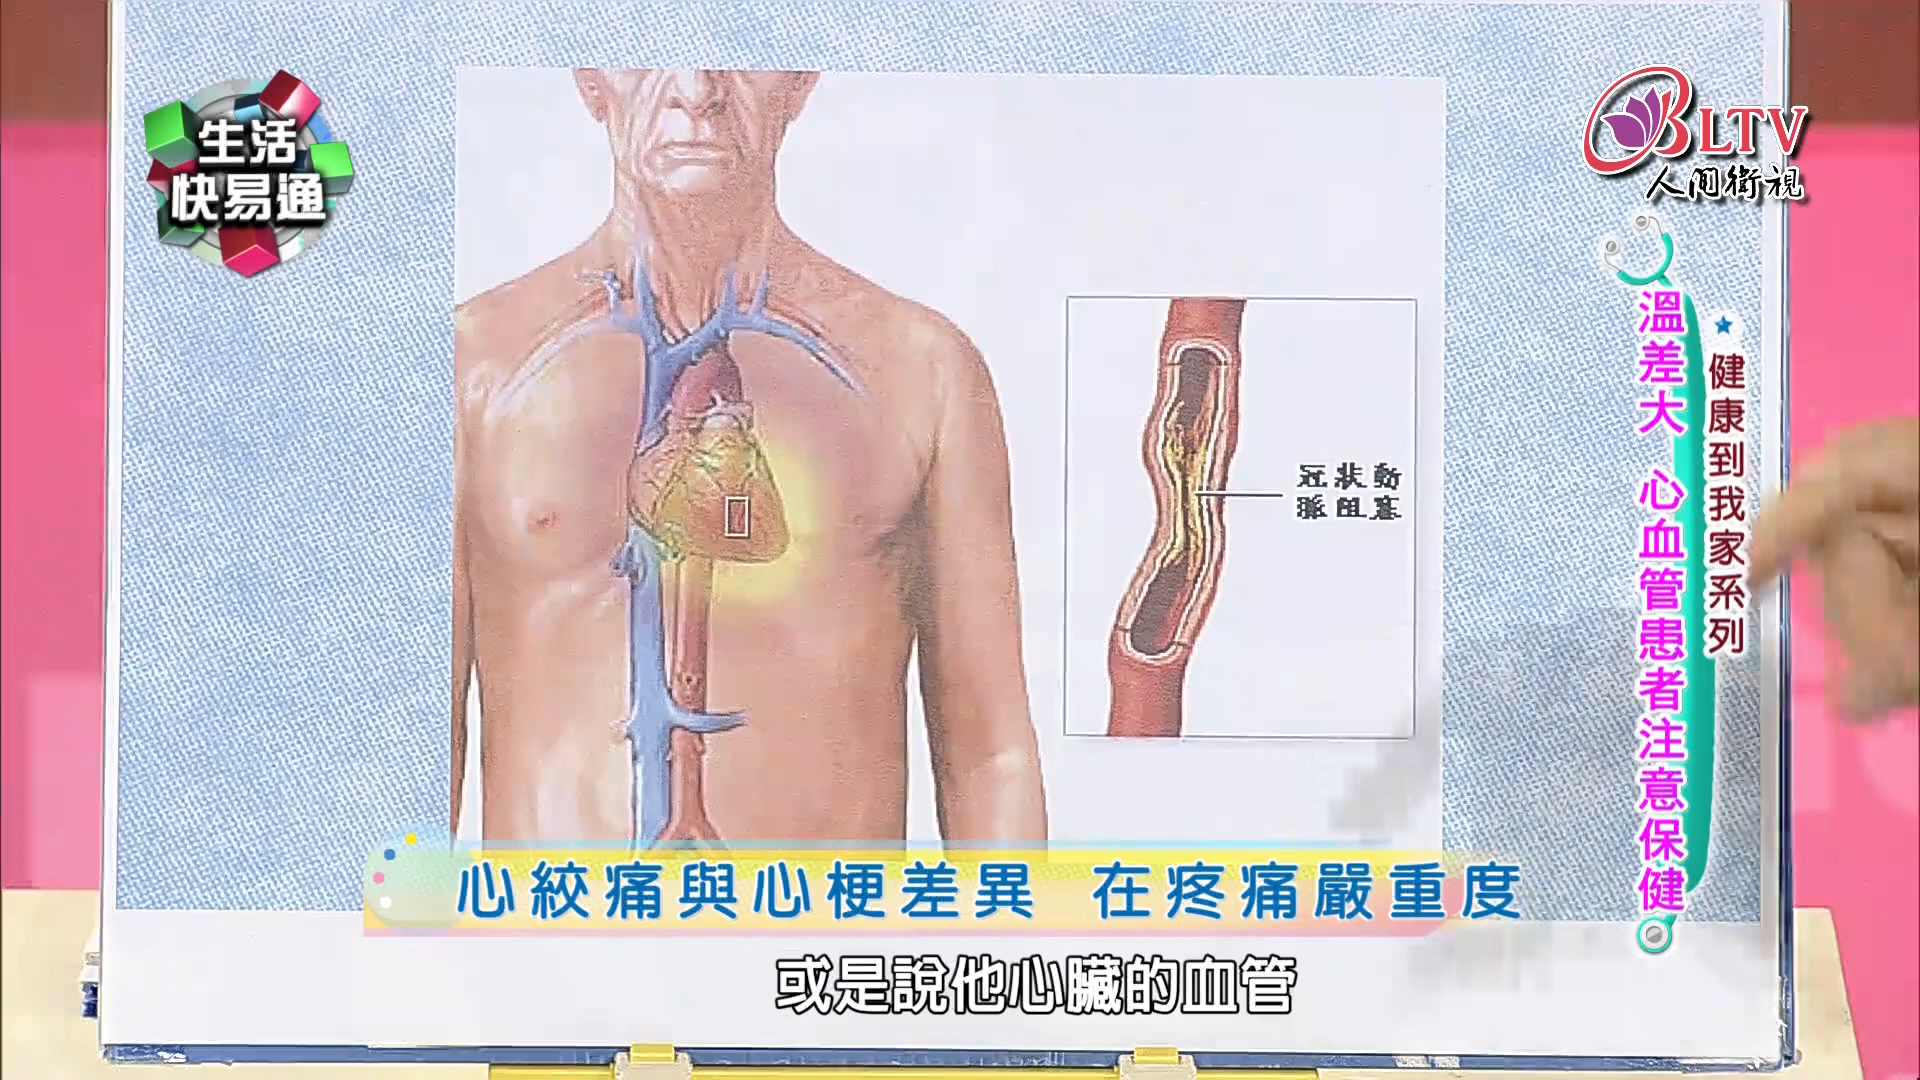 生活
快易通
BLTV
人間衛視
健康到我家系列
溫差大 心血管患者注意保健
冠狀動
脈阻塞
心絞痛與心梗差異 在疼痛嚴重度
或是說他心臟的血管